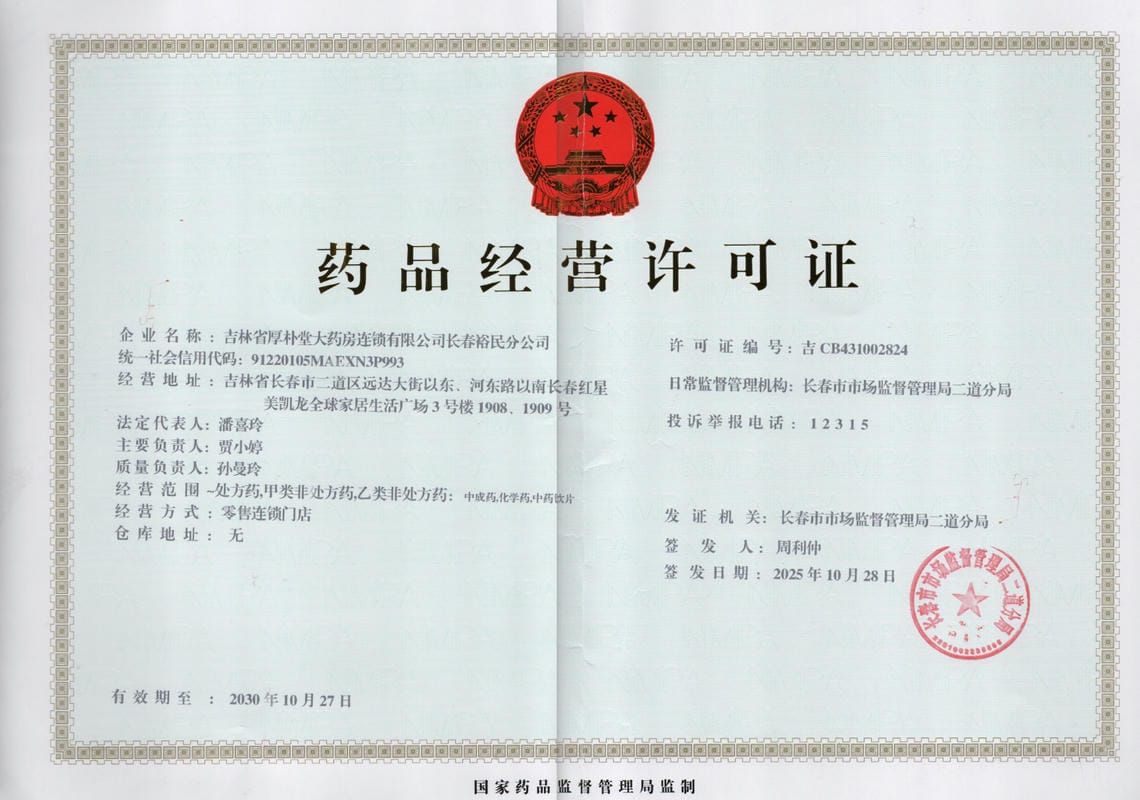 药品经营许可证
企业名称：吉林省厚朴堂大药房连锁有限公司长春裕民分公司
统一社会信用代码：91220105MAEXN3P993
经营地址：吉林省长春市二道区远达大街以东、河东路以南长春红星
美凯龙全球家居生活广场3号楼1908、1909号
法定代表人：潘喜玲
主要负责人：贾小婷
质量负责人：孙曼玲
经营范围~处方药,甲类非处方药,乙类非处方药：中成药,化学药,中药饮片
经营方式：零售连锁门店
仓库地址：无
有效期至：2030年10月27日
许可证编号：吉CB431002824
日常监督管理机构：长春市市场监督管理局二道分局
投诉举报电话：12315
发证机关：长春市市场监督管理局二道分局
签发人：周利仲
签发日期：2025年10月28日
长春市市场监督管理局二道分局
国家药品监督管理局监制